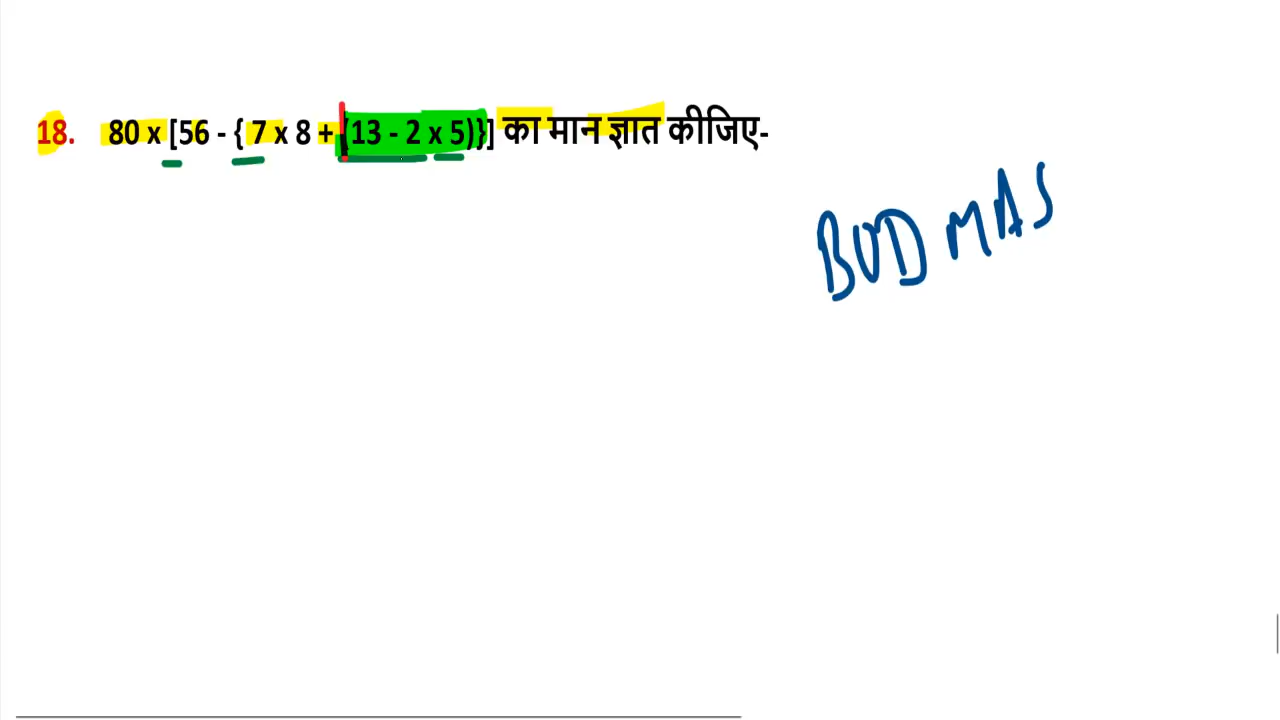 18. 80 x [56 - { 7 x 8 + (13 - 2 x 5)}] का मान ज्ञात कीजिए-
BODMAS